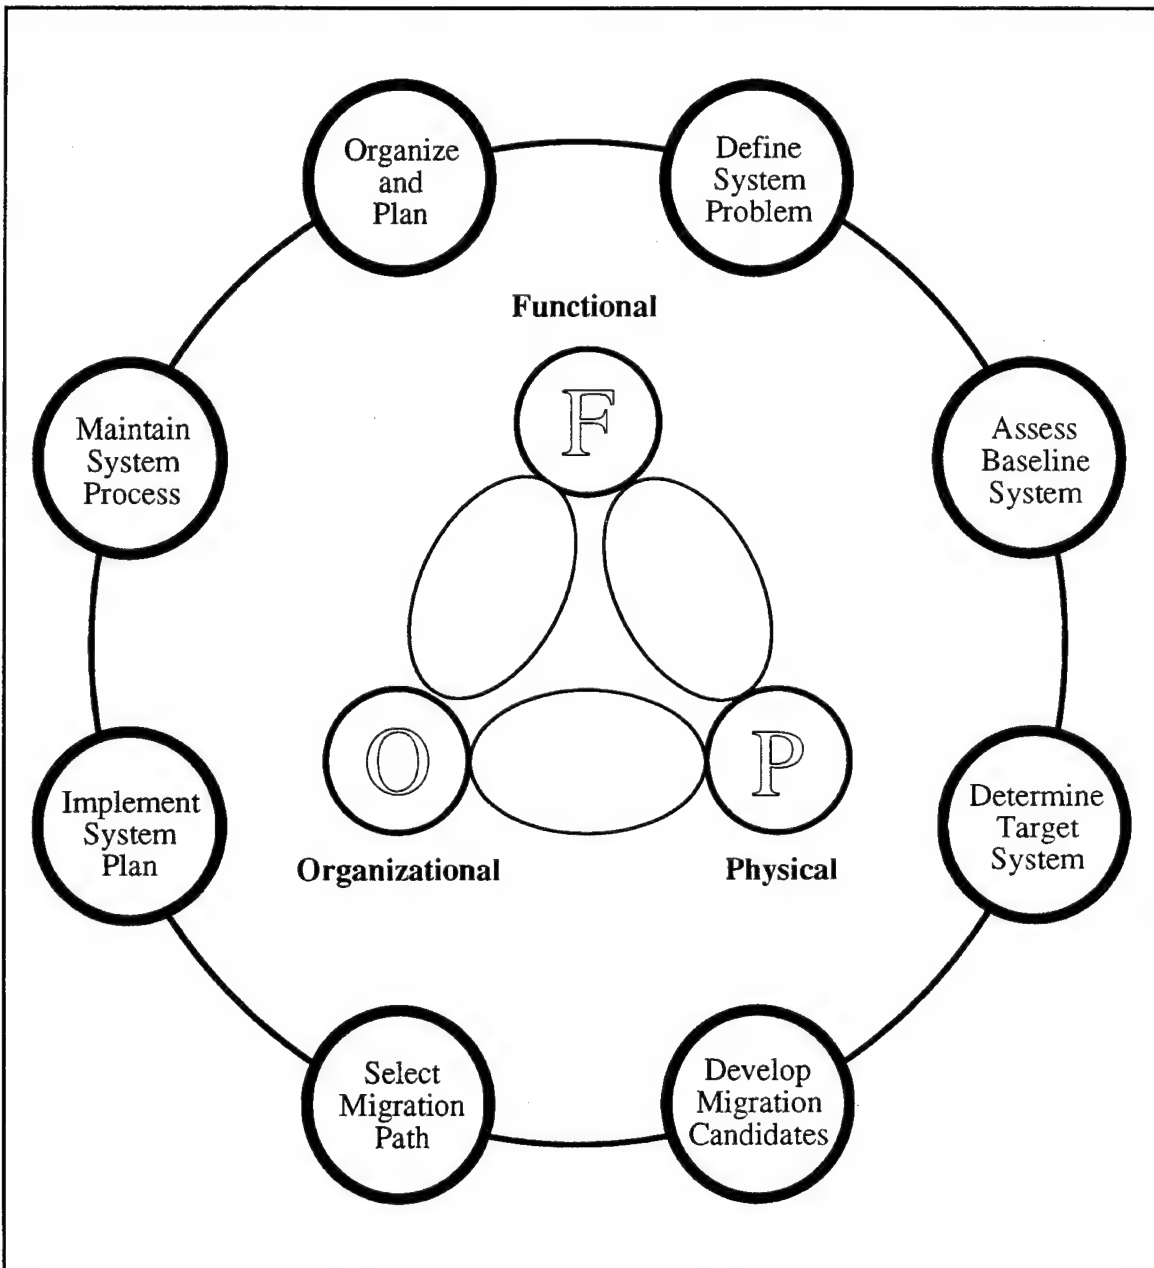 Organize
and
Plan
Define
System
Problem
Functional
F
Maintain
System
Process
Assess
Baseline
System
O
P
Implement
System
Plan
Determine
Target
System
Organizational
Physical
Select
Migration
Path
Develop
Migration
Candidates